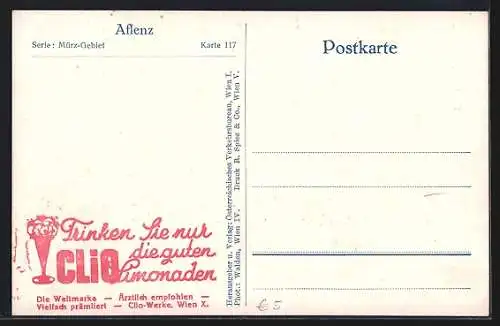 Aflenz
Serie: Mürz-Gebiet Karte 117
Postkarte
Herausgeber u. Verlag: Österreichisches Verkehrsbureau, Wien I.
Phot.: Walden, Wien IV. Druck R. Spies & Co., Wien V.
Trinken Sie nur
die guten
CLiO Limonaden
Die Weltmarke — Ärztlich empfohlen —
Vielfach prämiiert — Clio-Werke, Wien X.
€ 5